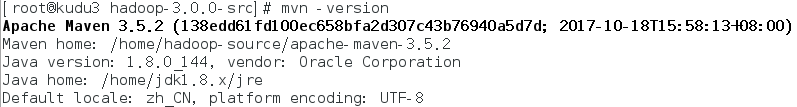 [root@kudu3 hadoop-3.0.0-src]# mvn -version
Apache Maven 3.5.2 (138edd61fd100ec658bfa2d307c43b76940a5d7d; 2017-10-18T15:58:13+08:00)
Maven home: /home/hadoop-source/apache-maven-3.5.2
Java version: 1.8.0_144, vendor: Oracle Corporation
Java home: /home/jdk1.8.x/jre
Default locale: zh_CN, platform encoding: UTF-8